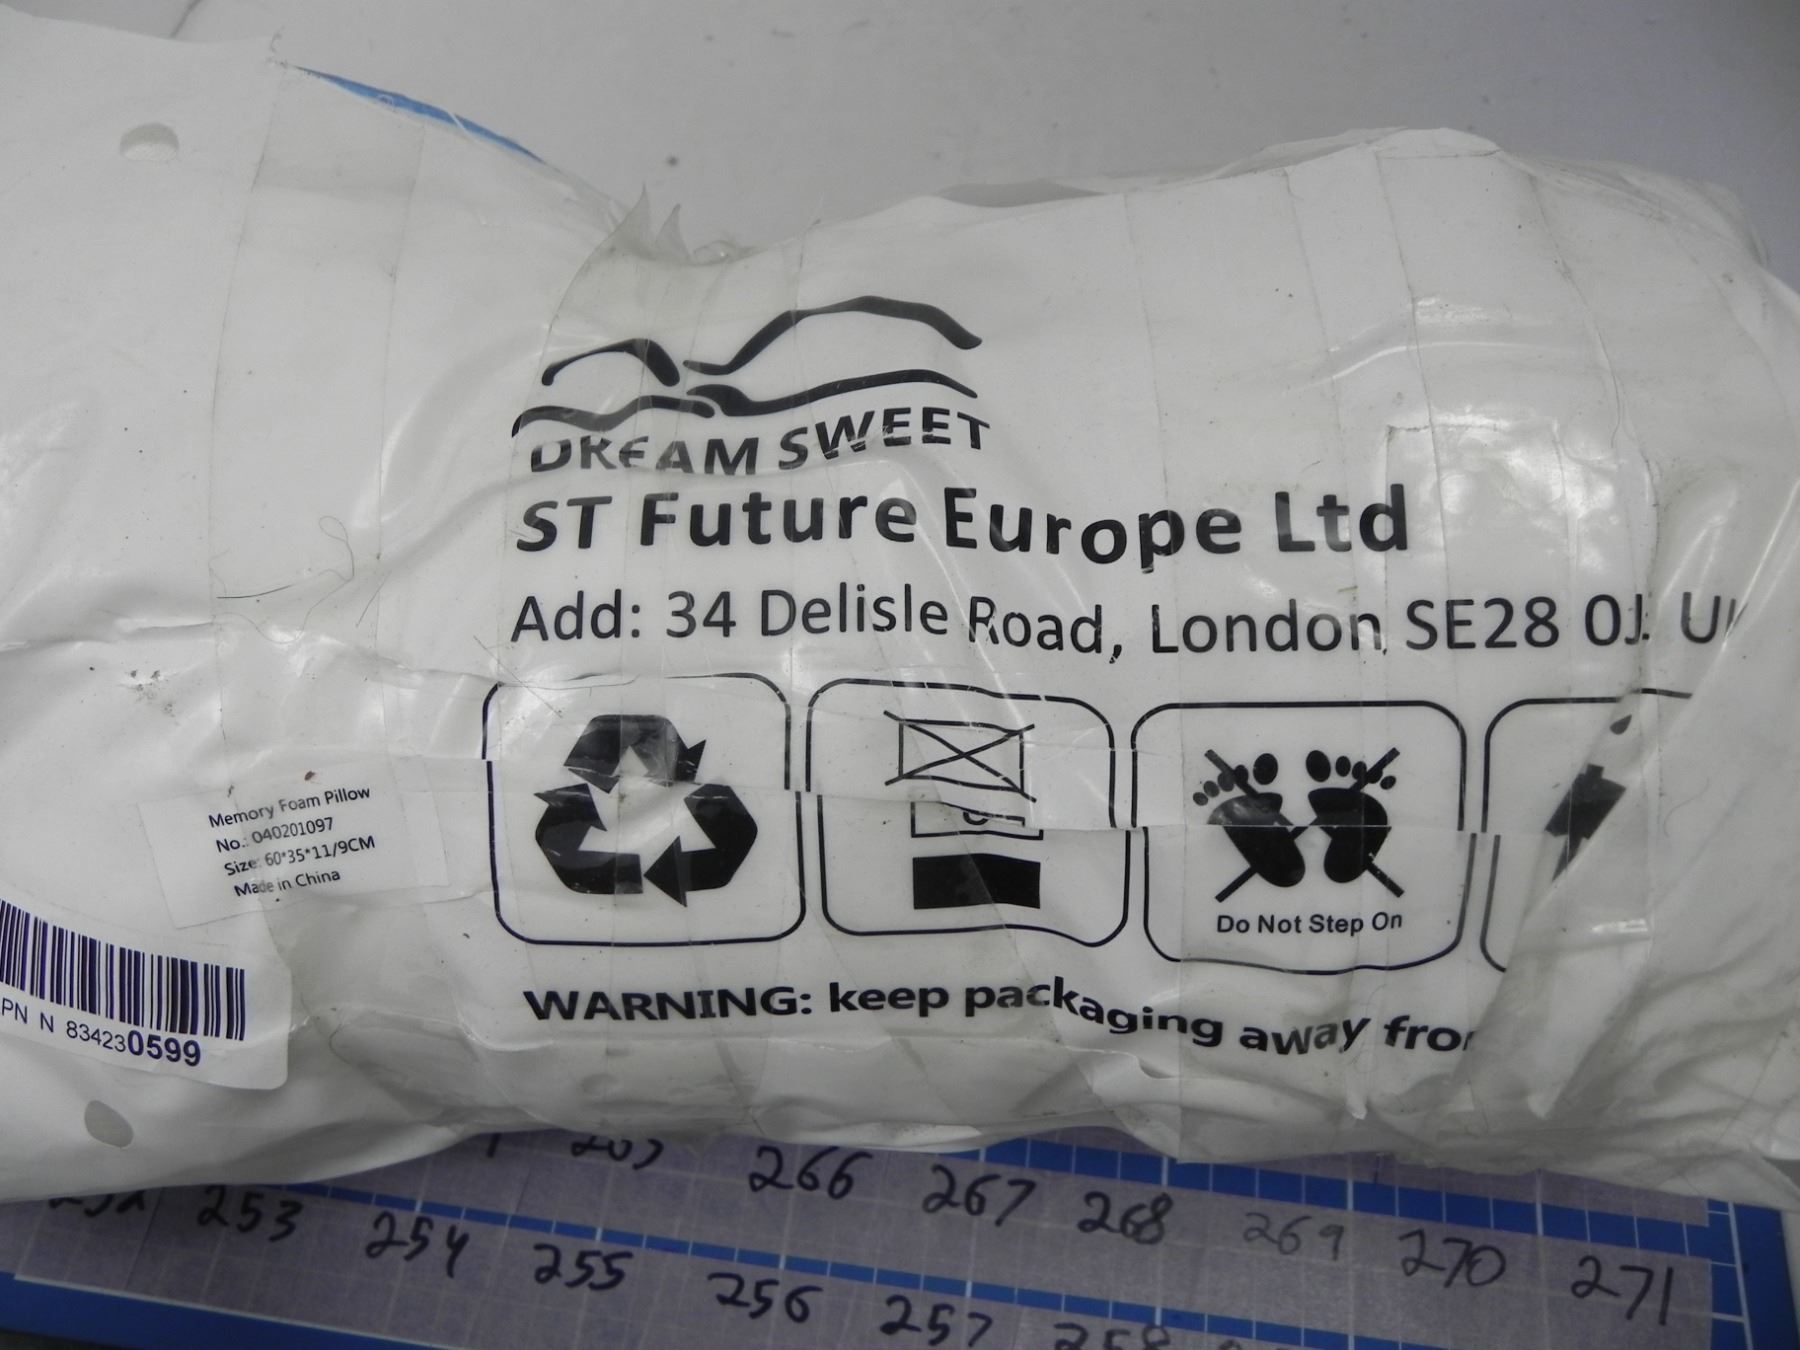 DREAM SWEET
ST Future Europe Ltd
Add: 34 Delisle Road, London SE28
Do Not Step On
WARNING: keep packaging away
Memory Foam Pillow
No.: 040201097
Size: 60*35*11/9CM
Made in China
PN N 834230599
266 267 268 269 270 271
253 254 255 256 257 258